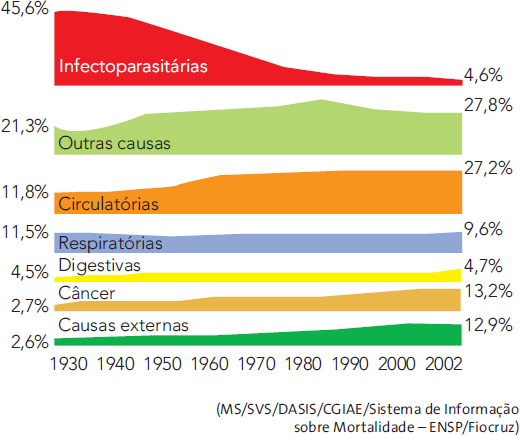 45,6%
Infectoparasitárias
4,6%
27,8%
21,3%
Outras causas
27,2%
11,8%
Circulatórias
11,5%
Respiratórias
9,6%
Digestivas
4,5%
4,7%
Câncer
13,2%
2,7%
Causas externas
12,9%
2,6%
1930 1940 1950 1960 1970 1980 1990 2000 2002
(MS/SVS/DASIS/CGIAE/Sistema de Informação
sobre Mortalidade – ENSP/Fiocruz)